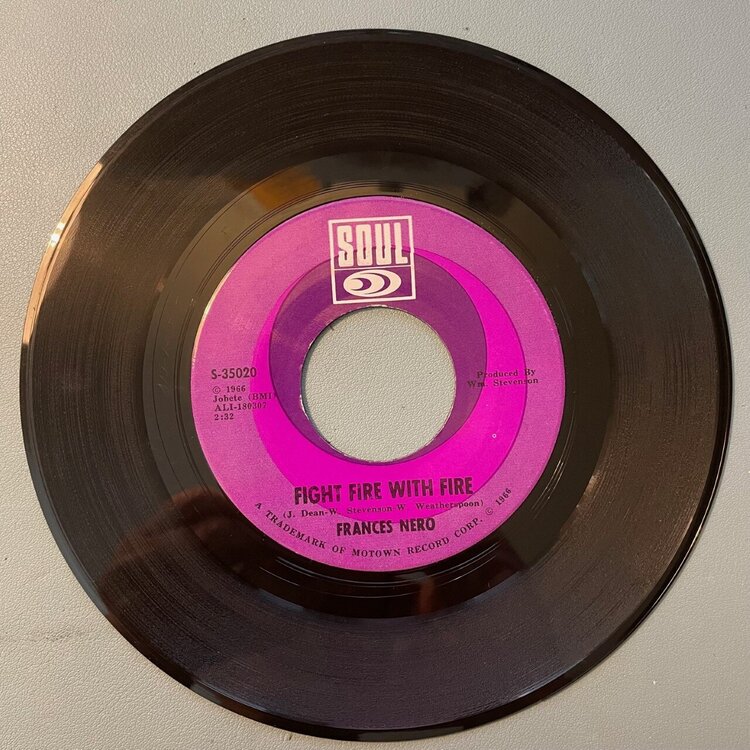 SOUL
S-35020
© 1966
Jobete (BMI)
ALI-180307
2:32
Produced By
Wm. Stevenson
FIGHT FIRE WITH FIRE
(J. Dean-W. Stevenson-W. Weatherspoon)
FRANCES NERO
A TRADEMARK OF MOTOWN RECORD CORP. © 1966